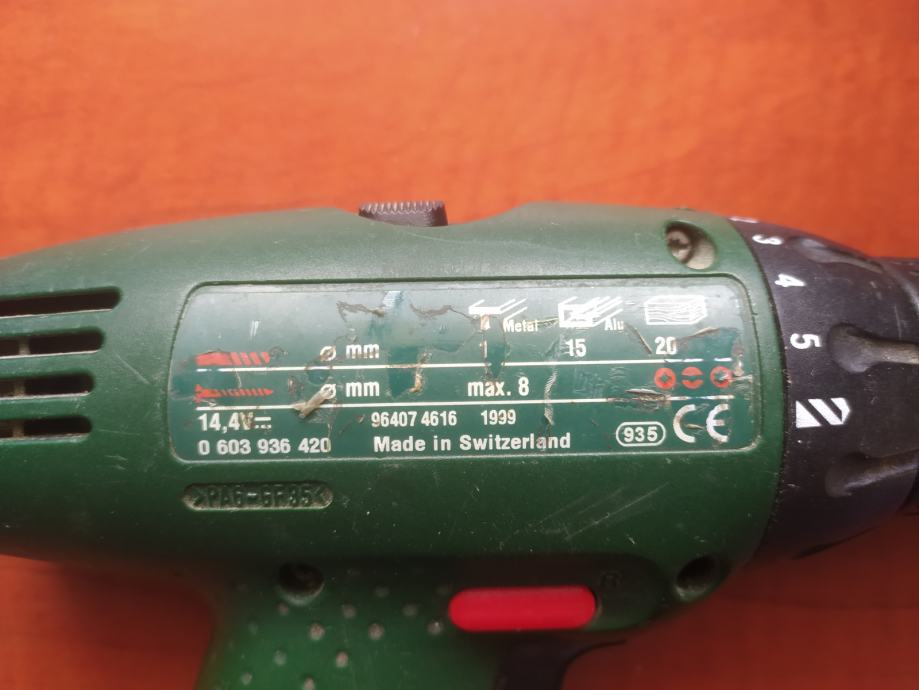 Metal Alu
ø mm 15 20
ø mm max. 8
14,4V⎓ 96407 4616 1999
0 603 936 420 Made in Switzerland 935 CE
>PA6-GF35<
3
4
5